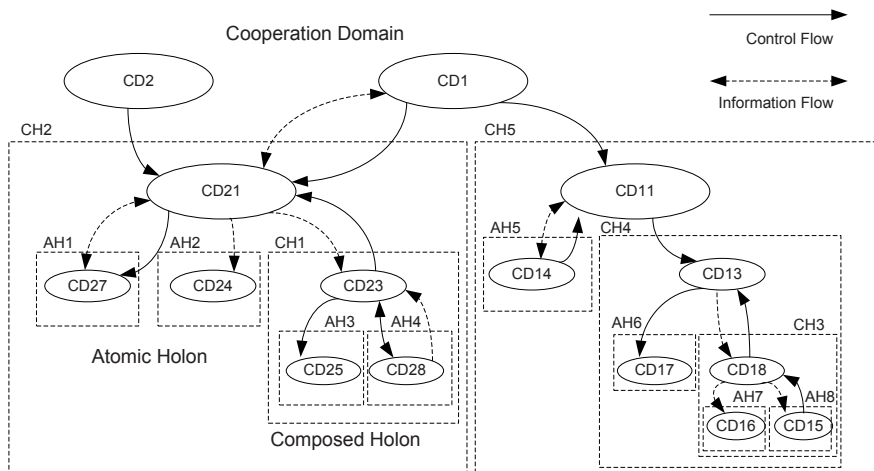 Cooperation Domain
Control Flow
CD2
CD1
Information Flow
CH2
CH5
CD21
CD11
AH1
AH2
CH1
AH5
CH4
CD27
CD24
CD23
CD14
CD13
AH3
AH4
AH6
CH3
Atomic Holon
CD25
CD28
CD17
CD18
AH7
AH8
Composed Holon
CD16
CD15